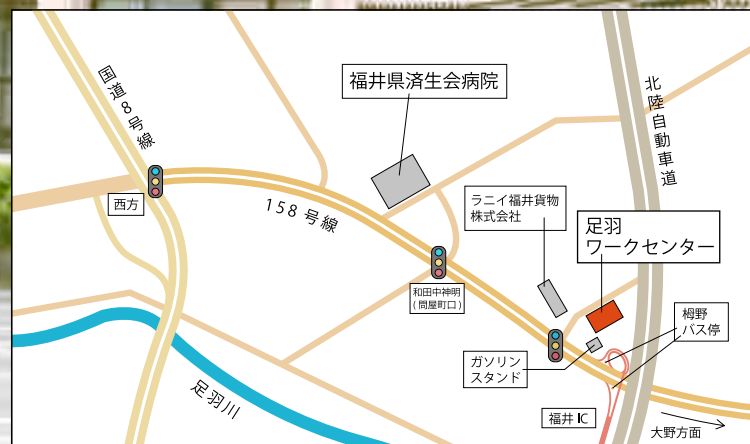 国道8号線
福井県済生会病院
北陸自動車道
西方
158号線
ラニイ福井貨物
株式会社
足羽
ワークセンター
和田中神明
(問屋町口)
栂野
バス停
ガソリン
スタンド
足羽川
福井IC
大野方面